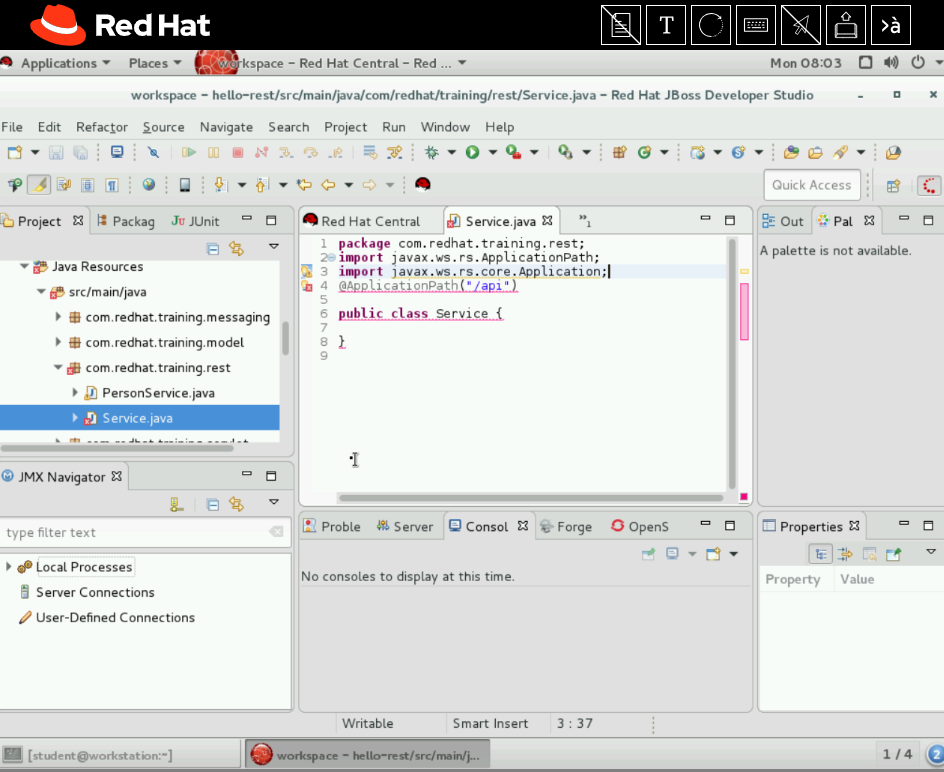 Red Hat
T
>à
Applications Places workspace – Red Hat Central – Red ... Mon 08:03
workspace – hello-rest/src/main/java/com/redhat/training/rest/Service.java – Red Hat JBoss Developer Studio
File Edit Refactor Source Navigate Search Project Run Window Help
Quick Access
Project Packag JUnit
Java Resources
src/main/java
com.redhat.training.messaging
com.redhat.training.model
com.redhat.training.rest
PersonService.java
Service.java
com.redhat.training.servlet
JMX Navigator
type filter text
Local Processes
Server Connections
User-Defined Connections
Red Hat Central Service.java »1
1 package com.redhat.training.rest;
2 import javax.ws.rs.ApplicationPath;
3 import javax.ws.rs.core.Application;
4 @ApplicationPath("/api")
5
6 public class Service {
7
8 }
9
Out Pal
A palette is not available.
Proble Server Consol Forge OpenS
No consoles to display at this time.
Properties
Property Value
Writable Smart Insert 3 : 37
[student@workstation:~] workspace – hello-rest/src/main/j... 1 / 4 2